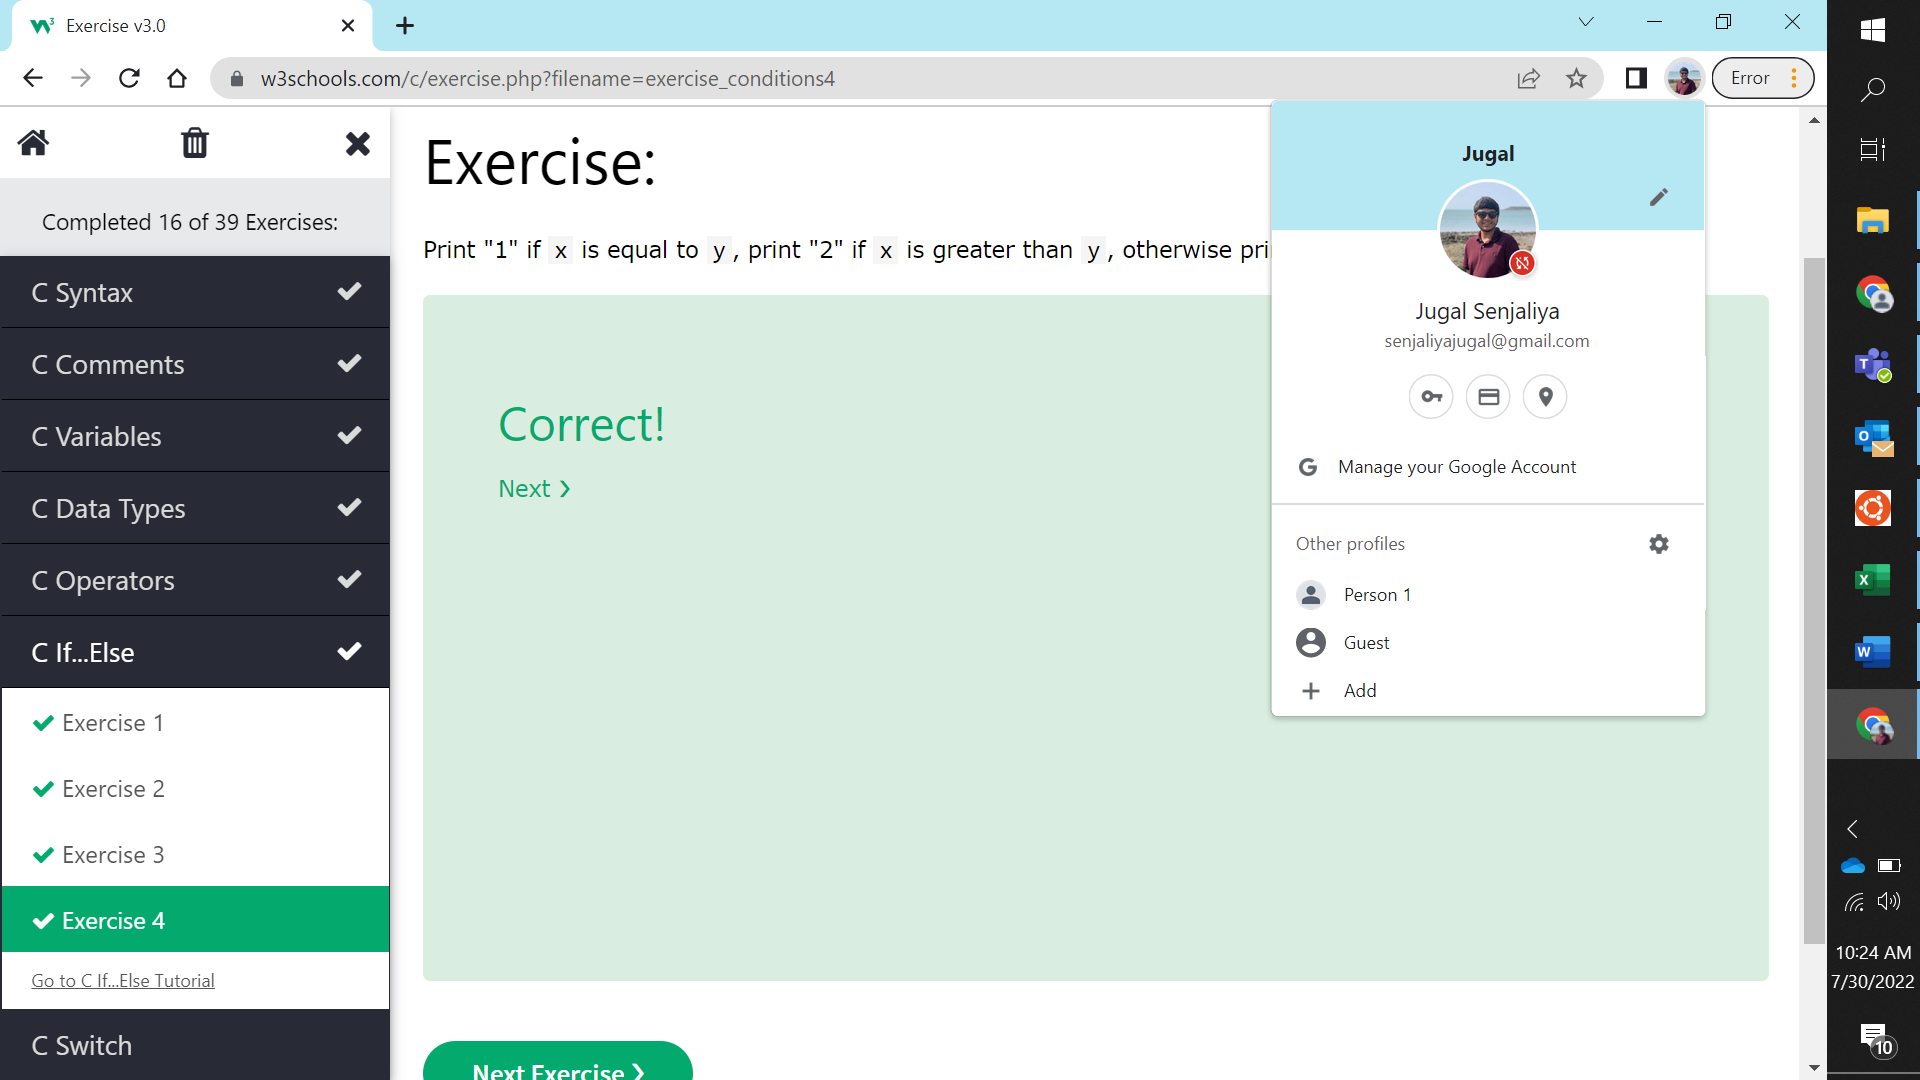 Exercise v3.0
w3schools.com/c/exercise.php?filename=exercise_conditions4
Error
Completed 16 of 39 Exercises:
C Syntax
C Comments
C Variables
C Data Types
C Operators
C If...Else
Exercise 1
Exercise 2
Exercise 3
Exercise 4
Go to C If...Else Tutorial
C Switch
Exercise:
Print "1" if x is equal to y, print "2" if x is greater than y, otherwise pri
Correct!
Next ❯
Next Exercise ❯
Jugal
Jugal Senjaliya
senjaliyajugal@gmail.com
G Manage your Google Account
Other profiles
Person 1
Guest
+ Add
10:24 AM
7/30/2022
10